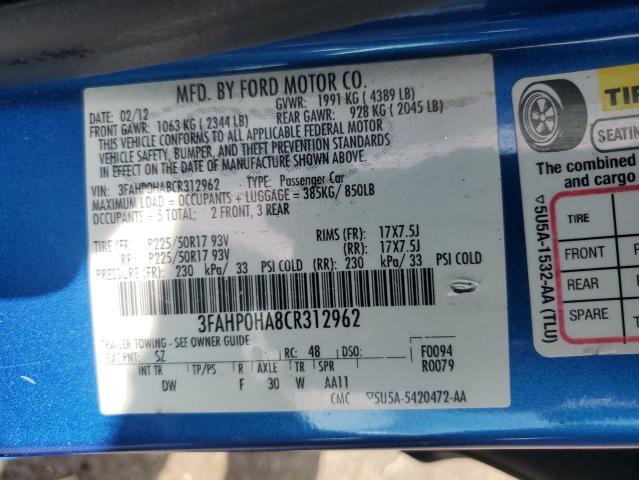 MFD. BY FORD MOTOR CO.
DATE: 02/12 GVWR: 1991 KG ( 4389 LB)
FRONT GAWR: 1063 KG ( 2344 LB) REAR GAWR: 928 KG ( 2045 LB)
THIS VEHICLE CONFORMS TO ALL APPLICABLE FEDERAL MOTOR
VEHICLE SAFETY, BUMPER, AND THEFT PREVENTION STANDARDS
IN EFFECT ON THE DATE OF MANUFACTURE SHOWN ABOVE.
VIN: 3FAHP0HA8CR312962 TYPE: Passenger Car
MAXIMUM LOAD = OCCUPANTS + LUGGAGE = 385KG/ 850LB
OCCUPANTS = 5 TOTAL; 2 FRONT, 3 REAR
TIRE (FR): P225/50R17 93V RIMS (FR): 17X7.5J
RR): P225/50R17 93V (RR): 17X7.5J
PRESSURE (FR): 230 kPa/ 33 PSI COLD (RR): 230 kPa/ 33 PSI COLD
3FAHP0HA8CR312962
TRAILER TOWING - SEE OWNER GUIDE
EXT PNT: SZ RC: 48 DSO: F0094
R0079
INT TR TP/PS R AXLE TR SPR
DW F 30 W AA11
CMC ▽5U5A-5420472-AA
TIR
SEATIN
The combined
and cargo
TIRE
FRONT P
REAR P
SPARE T
▽5U5A-1532-AA (TLU)